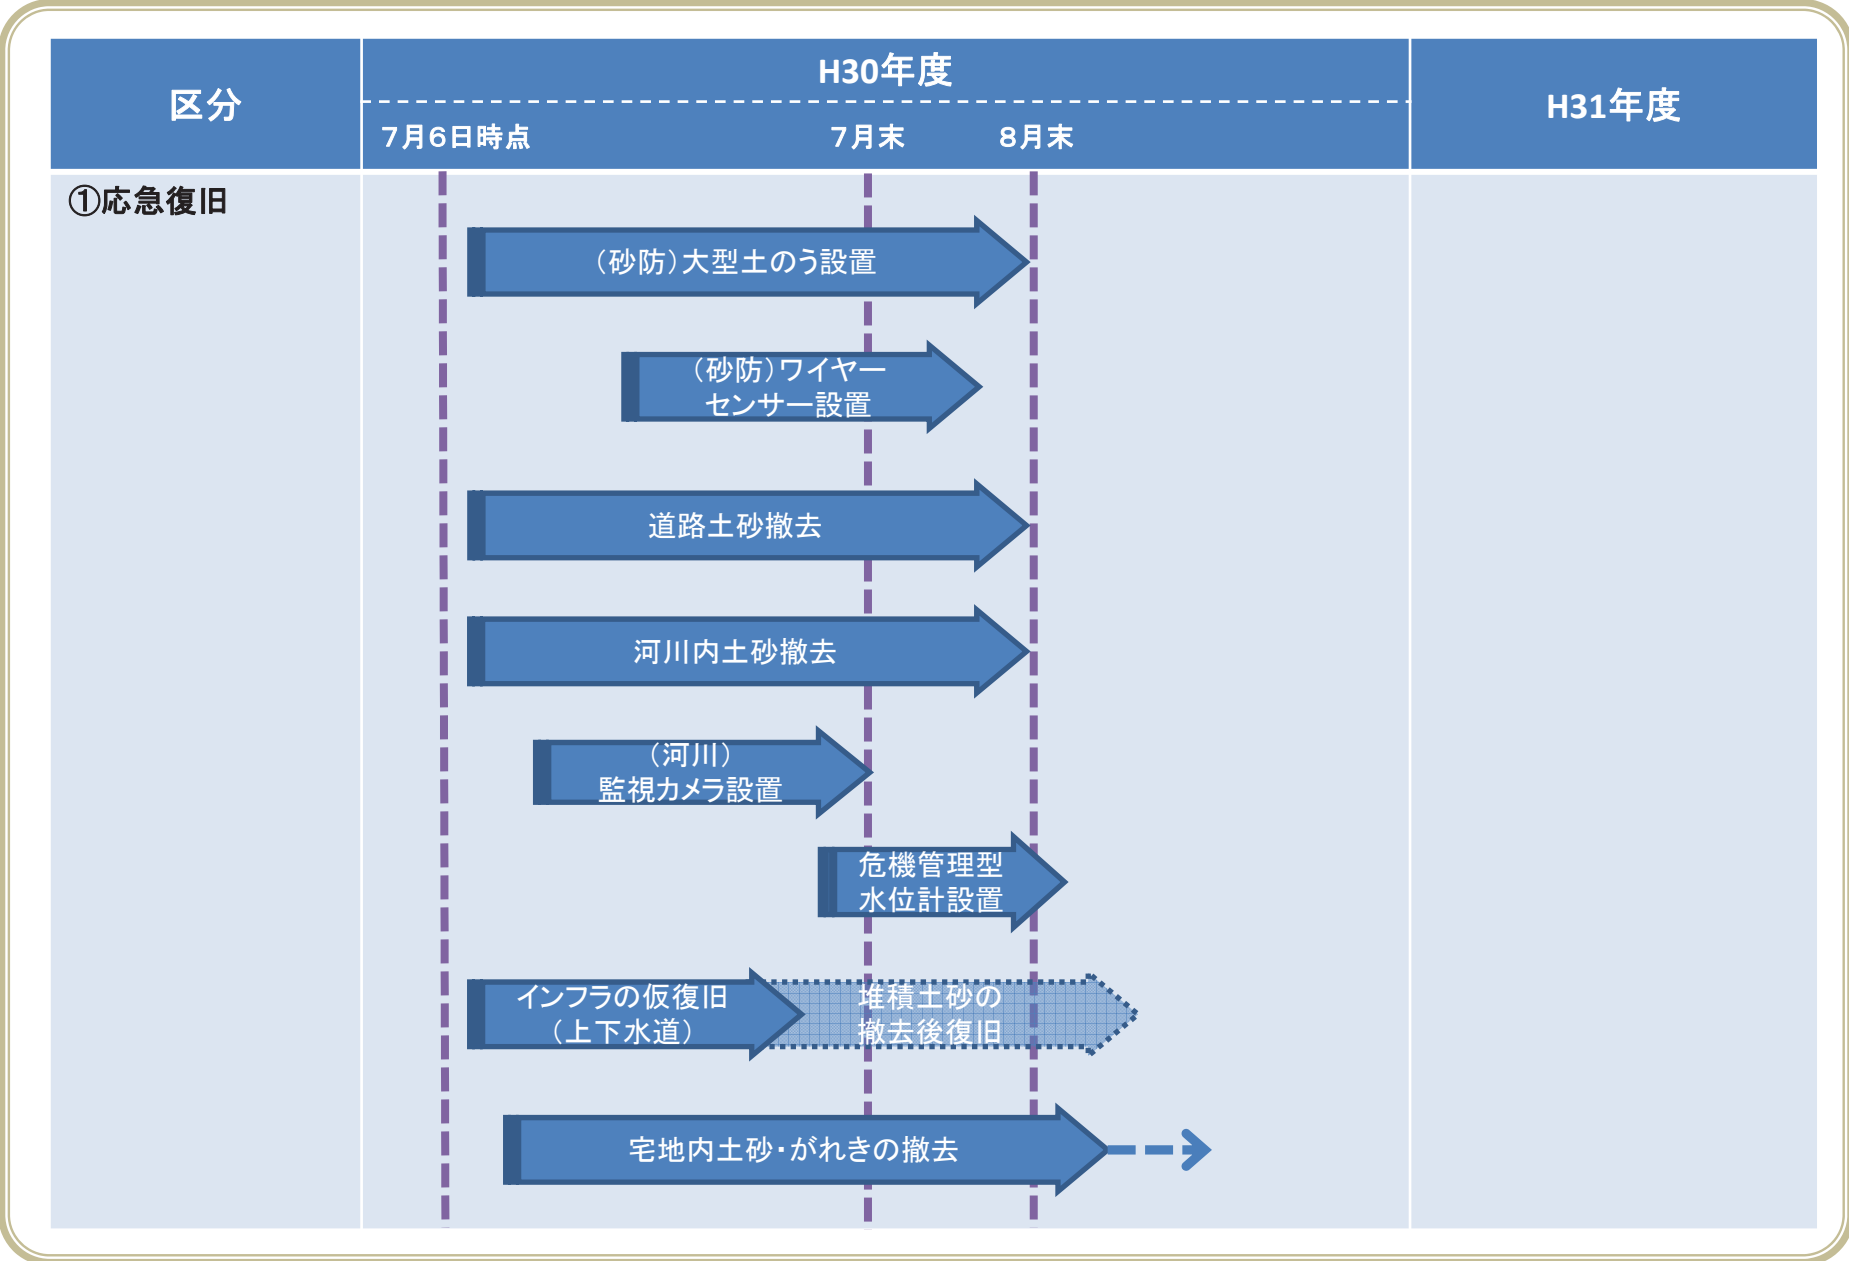 区分
H30年度
H31年度
７月６日時点
７月末
８月末
①応急復旧
（砂防）大型土のう設置
（砂防）ワイヤー
センサー設置
道路土砂撤去
河川内土砂撤去
（河川）
監視カメラ設置
危機管理型
水位計設置
インフラの仮復旧
（上下水道）
堆積土砂の
撤去後復旧
宅地内土砂・がれきの撤去